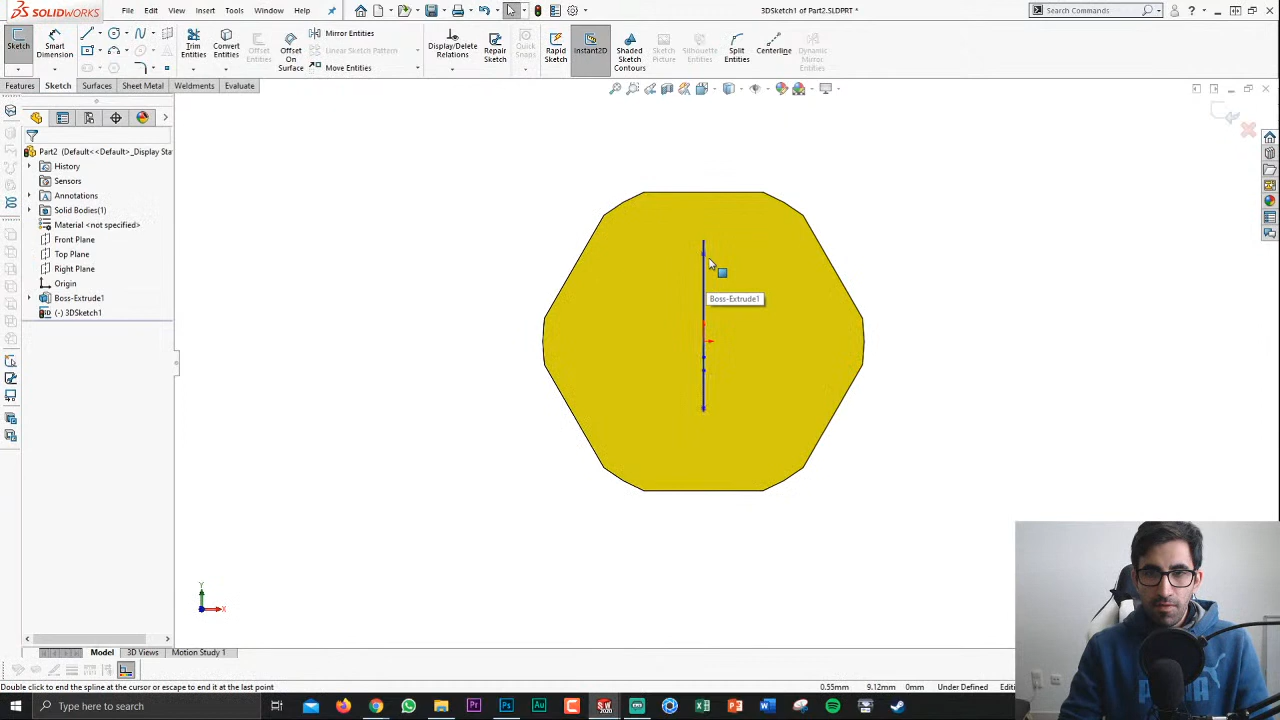 SOLIDWORKS File Edit View Insert Tools Window Help 3DSketch1 of Part2.SLDPRT * Search Commands
Sketch Smart Dimension Trim Entities Convert Entities Offset Entities Offset On Surface Mirror Entities Linear Sketch Pattern Move Entities Display/Delete Relations Repair Sketch Quick Snaps Rapid Sketch Instant2D Shaded Sketch Contours Sketch Picture Silhouette Entities Split Entities Centerline Dynamic Mirror Entities
Features Sketch Surfaces Sheet Metal Weldments Evaluate
Part2 (Default<<Default>_Display Sta
History
Sensors
Annotations
Solid Bodies(1)
Material <not specified>
Front Plane
Top Plane
Right Plane
Origin
Boss-Extrude1
(-) 3DSketch1
Boss-Extrude1
Y
X
Model 3D Views Motion Study 1
Double click to end the spline at the cursor or escape to end it at the last point 0.55mm 9.12mm 0mm Under Defined Editi
Type here to search